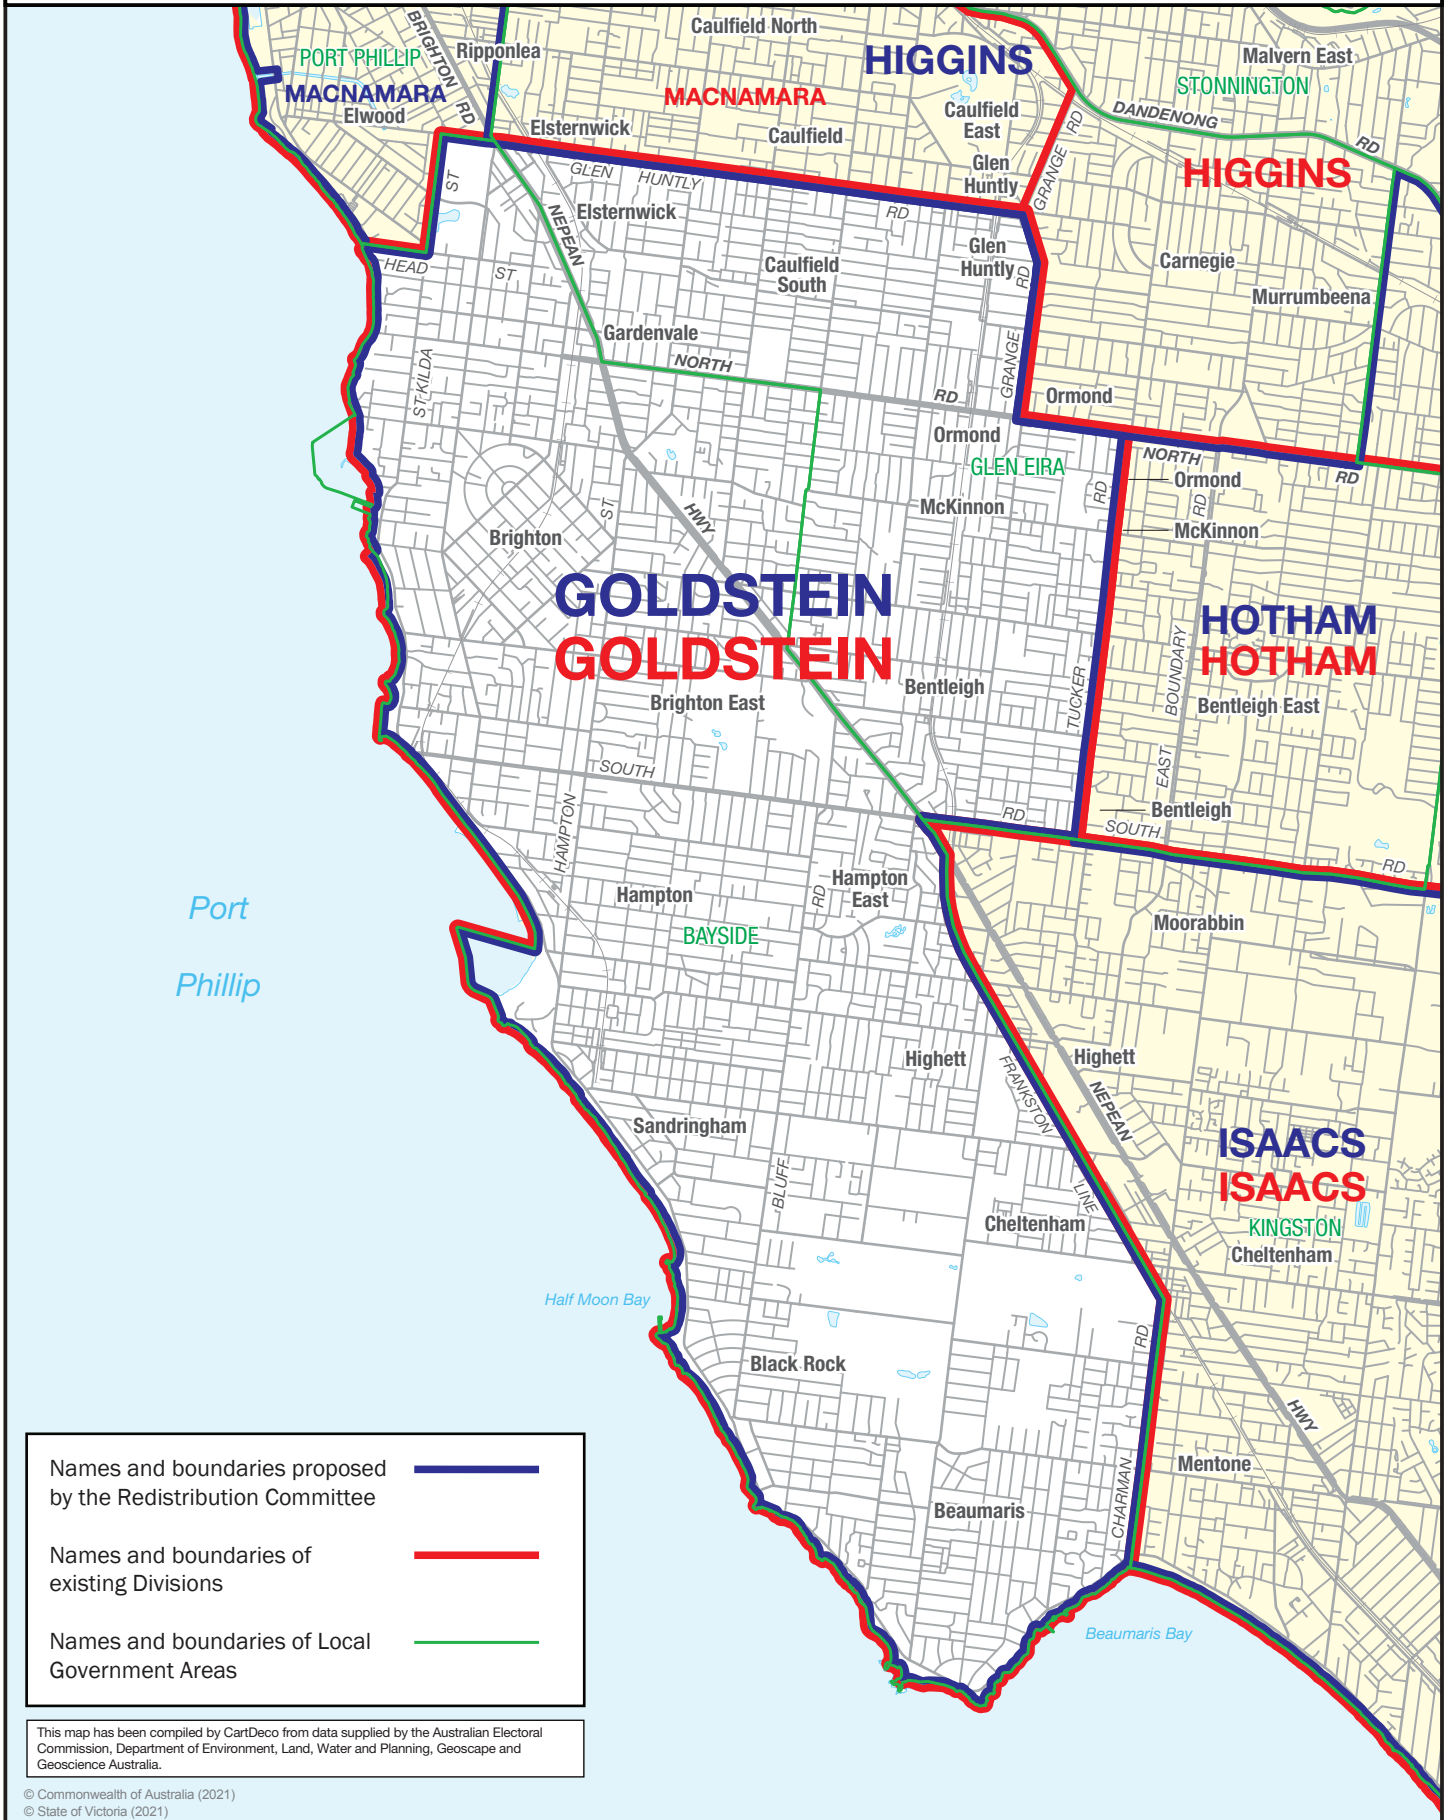 Caulfield North
BRIGHTON RD
Ripponlea
PORT PHILLIP
HIGGINS
Malvern East
STONNINGTON
MACNAMARA
MACNAMARA
Elwood
Caulfield
East
DANDENONG
RD
Elsternwick
Caulfield
GRANGE RD
HIGGINS
Glen
Huntly
GLEN HUNTLY
RD
ST
Elsternwick
NEPEAN
Glen
Huntly
RD
HEAD
ST
Caulfield
South
Carnegie
Murrumbeena
Gardenvale
NORTH
RD
ST KILDA
GRANGE
Ormond
Ormond
GLEN EIRA
NORTH
RD
Ormond
RD
RD
McKinnon
McKinnon
ST
HWY
Brighton
GOLDSTEIN
GOLDSTEIN
HOTHAM
HOTHAM
Brighton East
Bentleigh
TUCKER
BOUNDARY
Bentleigh East
EAST
SOUTH
RD
Bentleigh
SOUTH
RD
HAMPTON
Hampton
RD
Hampton
East
Port
Phillip
BAYSIDE
Moorabbin
Highett
FRANKSTON
Highett
NEPEAN
Sandringham
BLUFF
LINE
ISAACS
ISAACS
KINGSTON
Cheltenham
Cheltenham
Half Moon Bay
RD
Black Rock
HWY
Mentone
CHARMAN
Beaumaris
Beaumaris Bay
Names and boundaries proposed
by the Redistribution Committee
Names and boundaries of
existing Divisions
Names and boundaries of Local
Government Areas
This map has been compiled by CartDeco from data supplied by the Australian Electoral
Commission, Department of Environment, Land, Water and Planning, Geoscape and
Geoscience Australia.
© Commonwealth of Australia (2021)
© State of Victoria (2021)